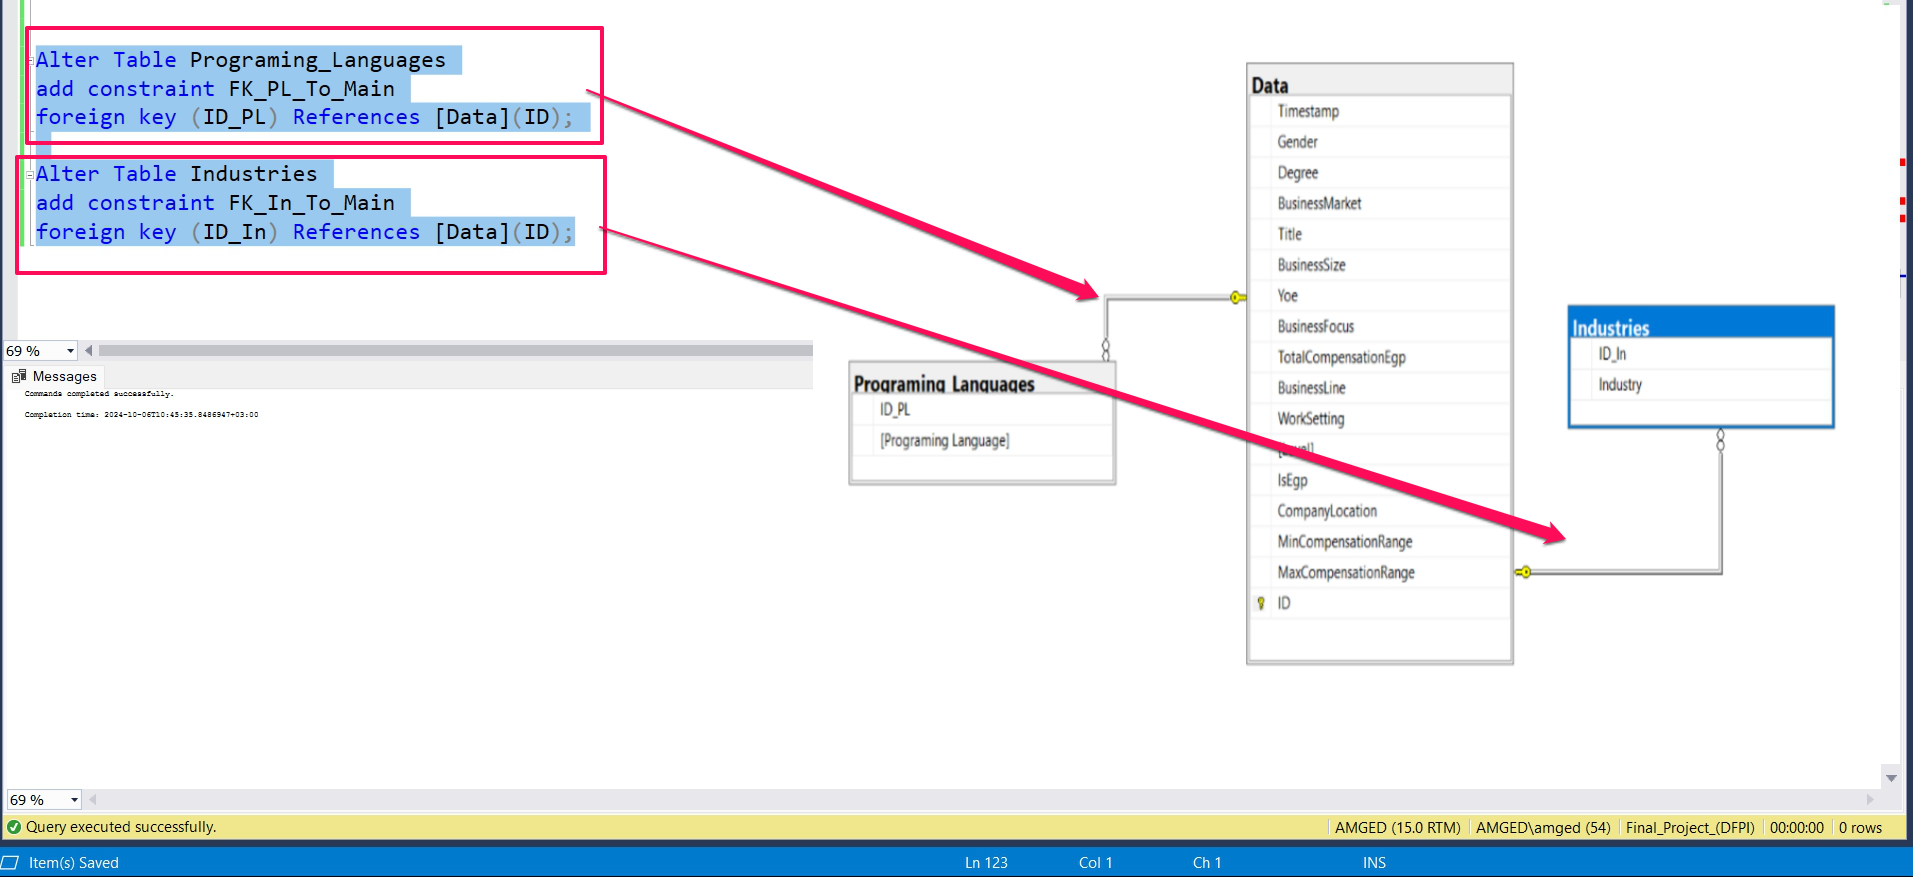 Alter Table Programing_Languages
add constraint FK_PL_To_Main
foreign key (ID_PL) References [Data](ID);
Alter Table Industries
add constraint FK_In_To_Main
foreign key (ID_In) References [Data](ID);
69 %
Messages
Commands completed successfully.
Completion time: 2024-10-06T10:45:35.8486947+03:00
Programing_Languages
ID_PL
[Programing Language]
Data
Timestamp
Gender
Degree
BusinessMarket
Title
BusinessSize
Yoe
BusinessFocus
TotalCompensationEgp
BusinessLine
WorkSetting
IsEgp
CompanyLocation
MinCompensationRange
MaxCompensationRange
ID
Industries
ID_In
Industry
69 %
Query executed successfully.
AMGED (15.0 RTM)
AMGED\amged (54)
Final_Project_(DFPI)
00:00:00
0 rows
Item(s) Saved
Ln 123
Col 1
Ch 1
INS